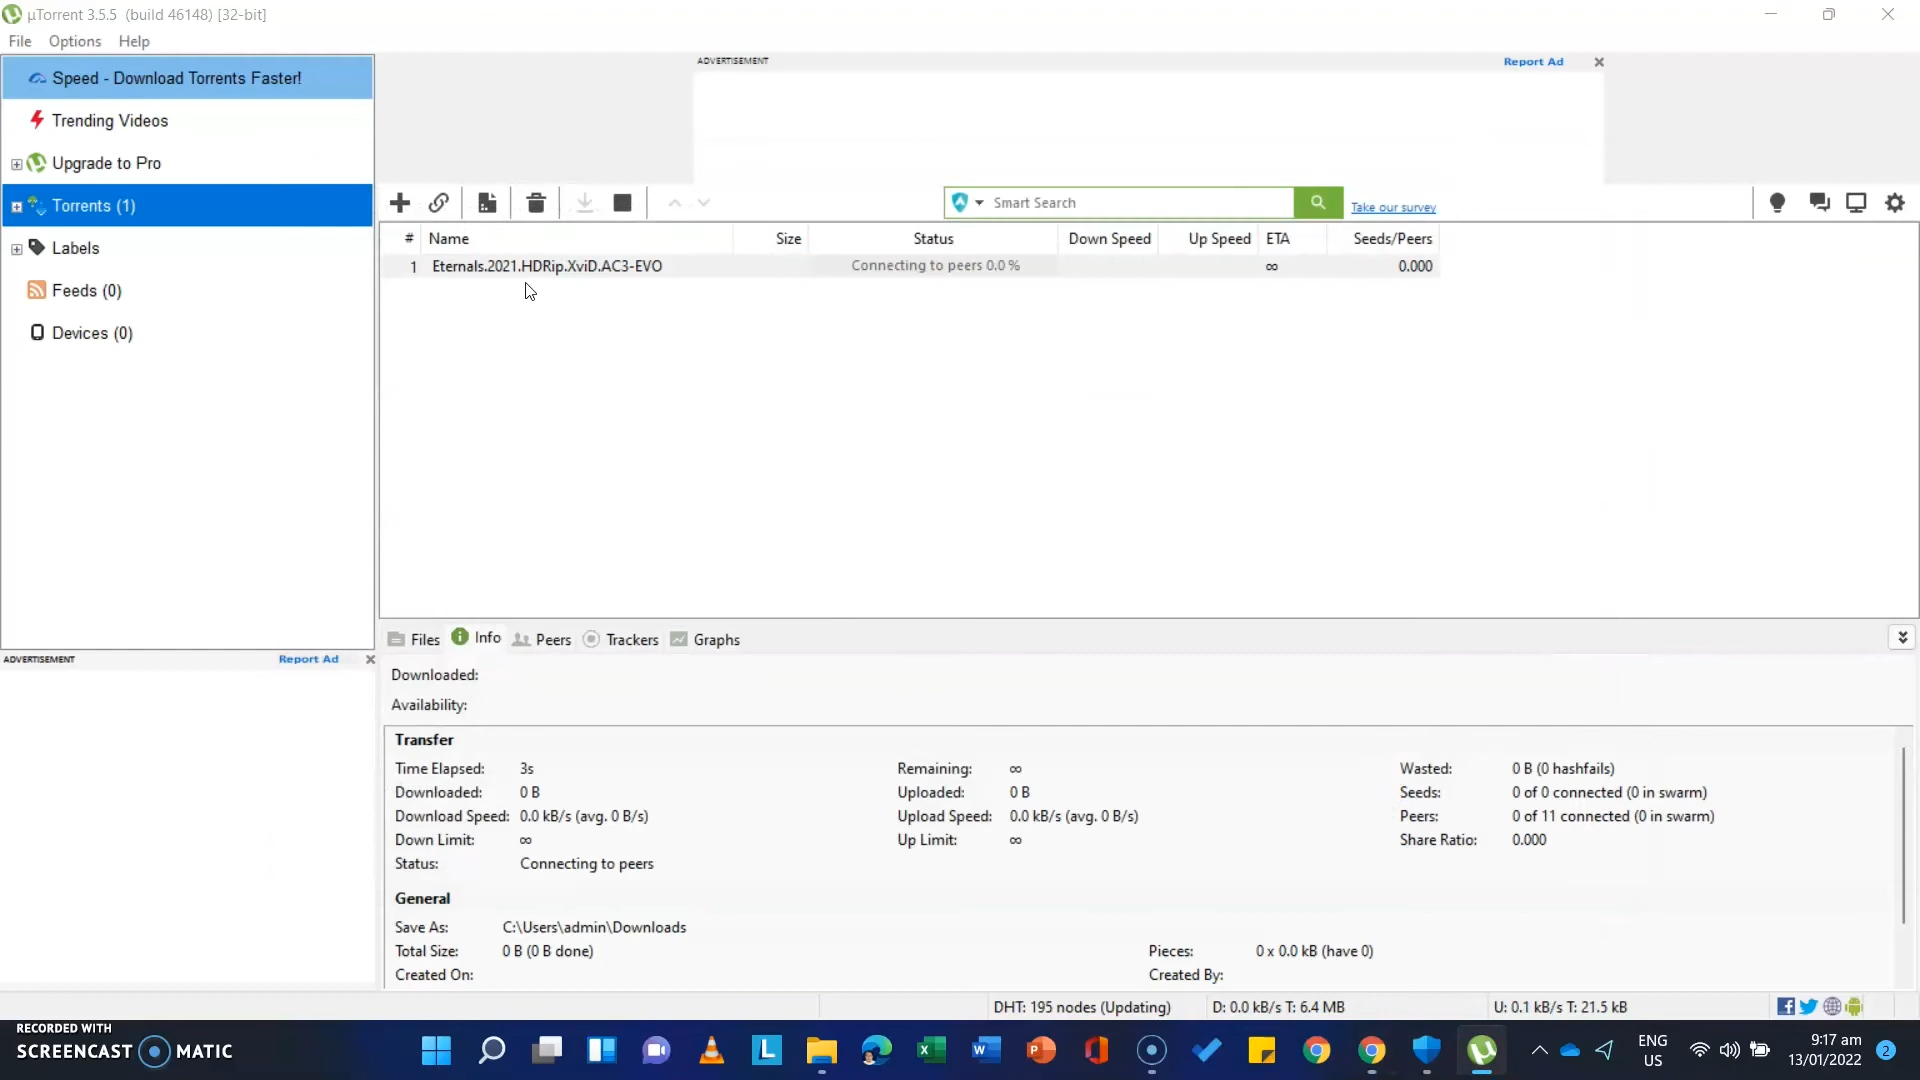 µTorrent 3.5.5 (build 46148) [32-bit]
File Options Help
Speed - Download Torrents Faster!
Trending Videos
Upgrade to Pro
Torrents (1)
Labels
Feeds (0)
Devices (0)
ADVERTISEMENT Report Ad
ADVERTISEMENT Report Ad
Smart Search
Take our survey
# Name Size Status Down Speed Up Speed ETA Seeds/Peers
1 Eternals.2021.HDRip.XviD.AC3-EVO Connecting to peers 0.0 % ∞ 0.000
Files Info Peers Trackers Graphs
Downloaded:
Availability:
Transfer
Time Elapsed: 3s Remaining: ∞ Wasted: 0 B (0 hashfails)
Downloaded: 0 B Uploaded: 0 B Seeds: 0 of 0 connected (0 in swarm)
Download Speed: 0.0 kB/s (avg. 0 B/s) Upload Speed: 0.0 kB/s (avg. 0 B/s) Peers: 0 of 11 connected (0 in swarm)
Down Limit: ∞ Up Limit: ∞ Share Ratio: 0.000
Status: Connecting to peers
General
Save As: C:\Users\admin\Downloads
Total Size: 0 B (0 B done) Pieces: 0 x 0.0 kB (have 0)
Created On: Created By:
DHT: 195 nodes (Updating) D: 0.0 kB/s T: 6.4 MB U: 0.1 kB/s T: 21.5 kB
RECORDED WITH
SCREENCAST MATIC
L
ENG
US
9:17 am
13/01/2022
2